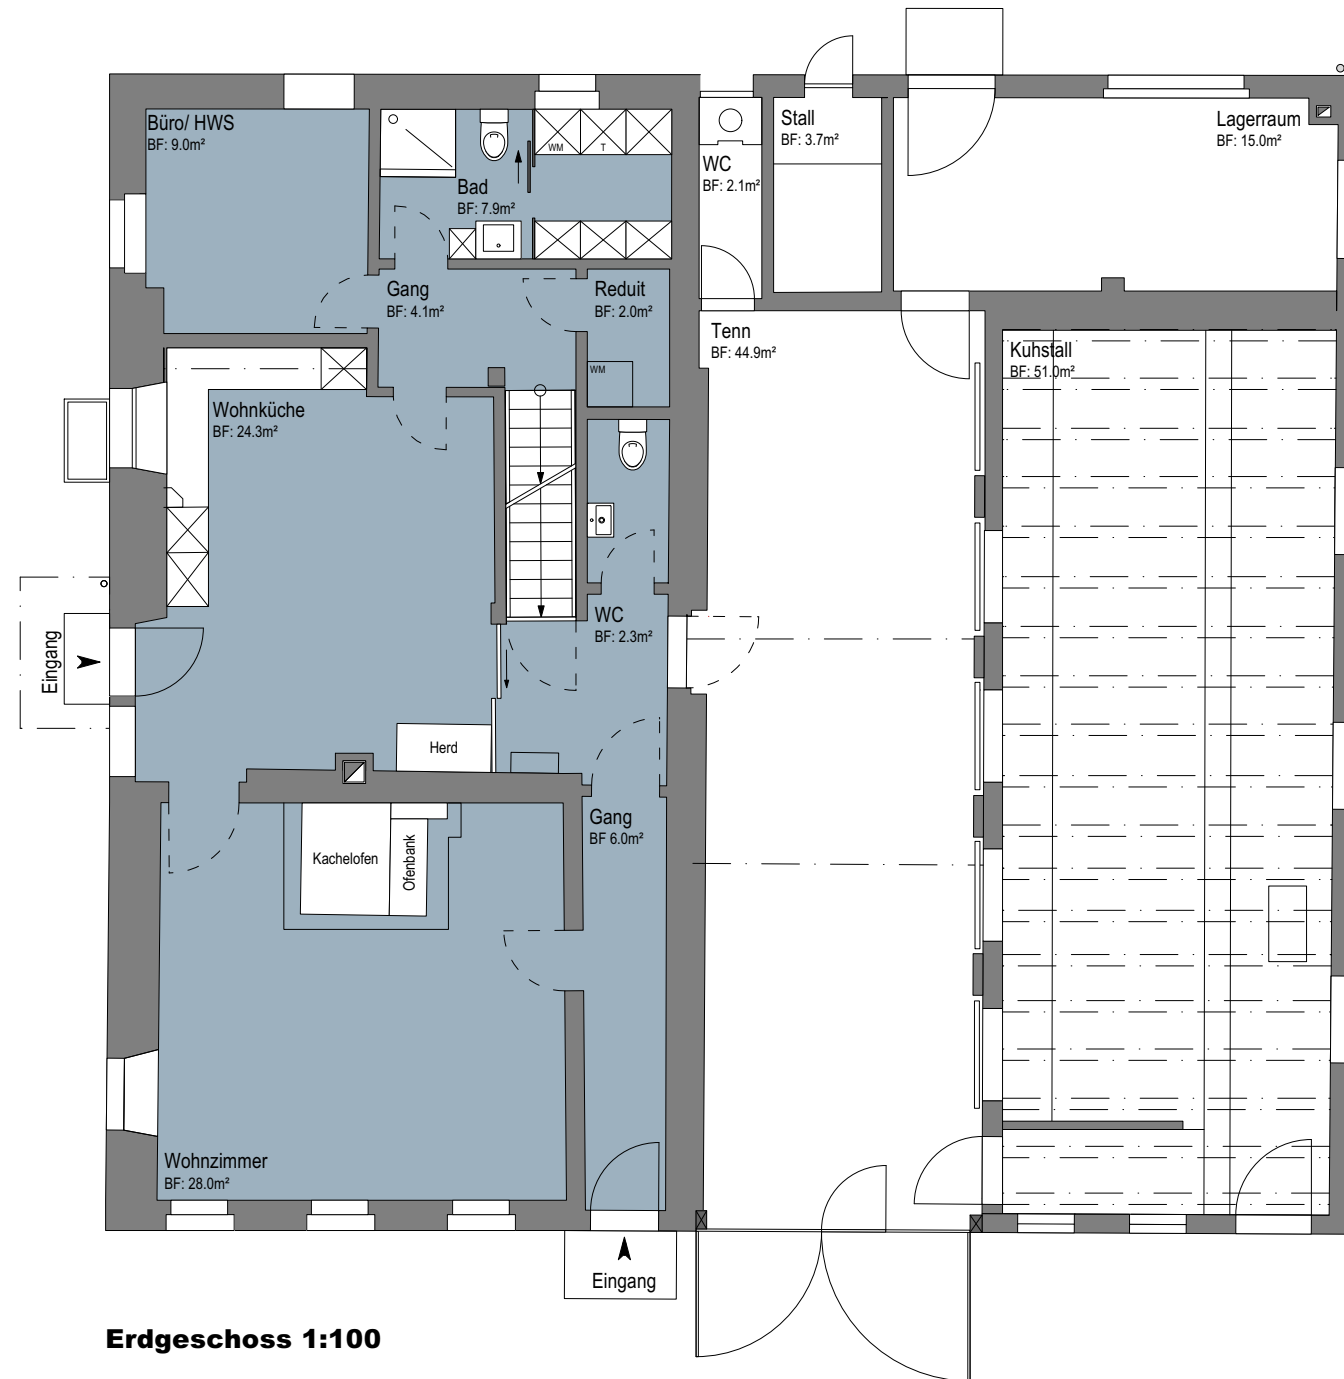 Büro/ HWS
BF: 9.0m²
WM
T
Bad
BF: 7.9m²
WC
BF: 2.1m²
Stall
BF: 3.7m²
Lagerraum
BF: 15.0m²
Gang
BF: 4.1m²
Reduit
BF: 2.0m²
WM
Tenn
BF: 44.9m²
Kuhstall
BF: 51.0m²
Wohnküche
BF: 24.3m²
WC
BF: 2.3m²
Eingang
Herd
Gang
BF 6.0m²
Kachelofen
Ofenbank
Wohnzimmer
BF: 28.0m²
Eingang
Erdgeschoss 1:100